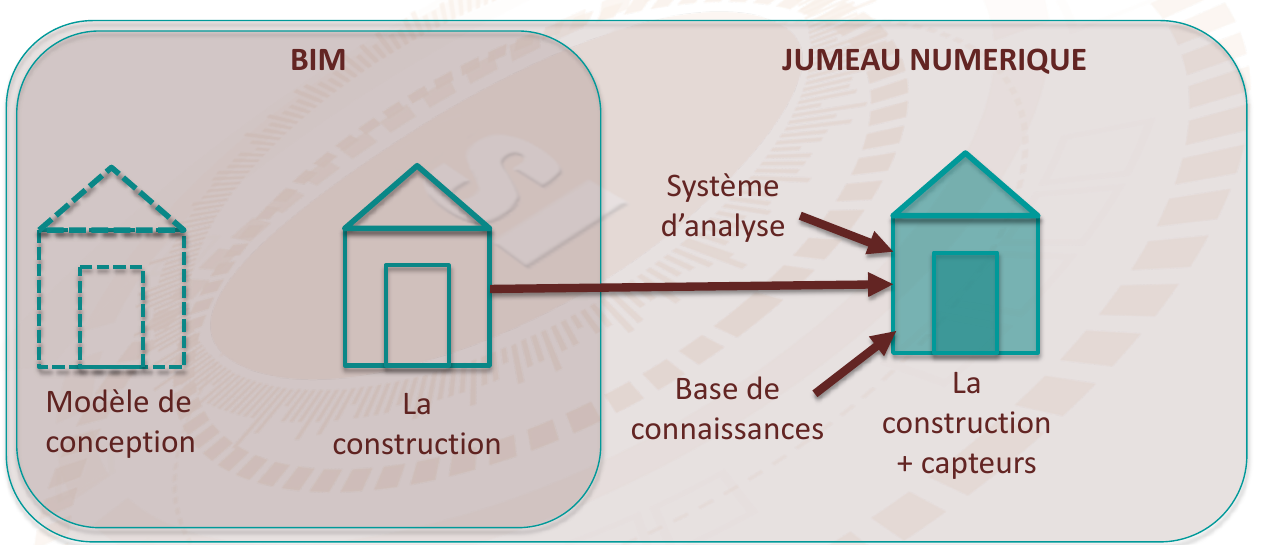 BIM
JUMEAU NUMERIQUE
Modèle de
conception
La
construction
Système
d’analyse
Base de
connaissances
La
construction
+ capteurs